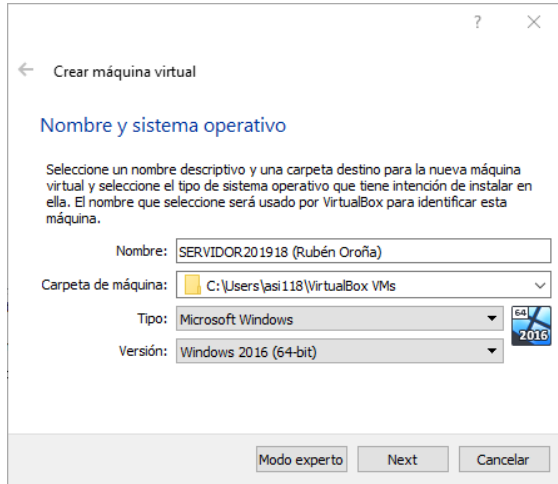 ?
Crear máquina virtual
Nombre y sistema operativo
Seleccione un nombre descriptivo y una carpeta destino para la nueva máquina
virtual y seleccione el tipo de sistema operativo que tiene intención de instalar en
ella. El nombre que seleccione será usado por VirtualBox para identificar esta
máquina.
Nombre: SERVIDOR201918 (Rubén Oroña)
Carpeta de máquina: C:\Users\asi118\VirtualBox VMs
Tipo: Microsoft Windows
64
2016
Versión: Windows 2016 (64-bit)
Modo experto Next Cancelar